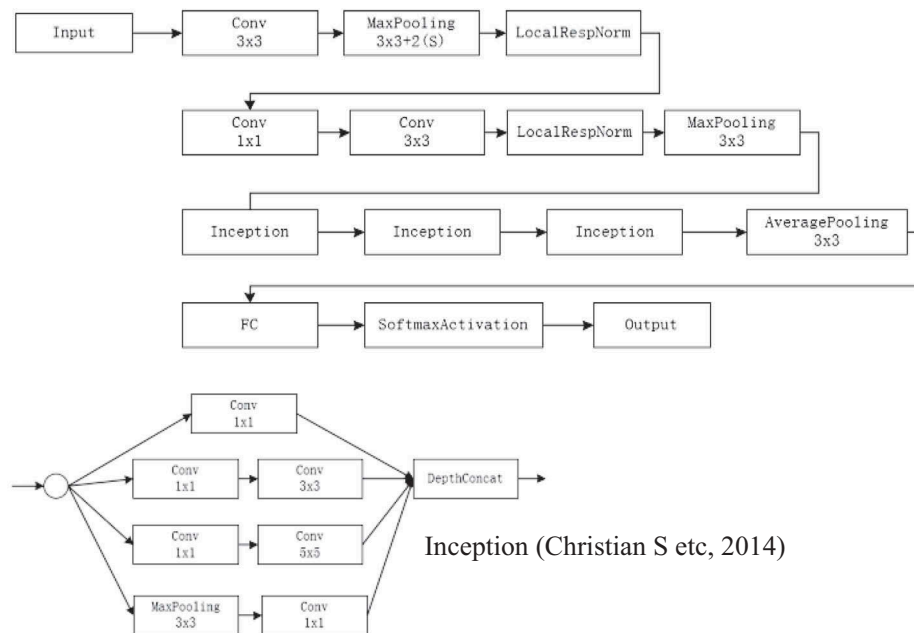 Input
Conv
3x3
MaxPooling
3x3+2(S)
LocalRespNorm
Conv
1x1
Conv
3x3
LocalRespNorm
MaxPooling
3x3
Inception
Inception
Inception
AveragePooling
3x3
FC
SoftmaxActivation
Output
Conv
1x1
Conv
1x1
Conv
3x3
DepthConcat
Conv
1x1
Conv
5x5
Inception (Christian S etc, 2014)
MaxPooling
3x3
Conv
1x1